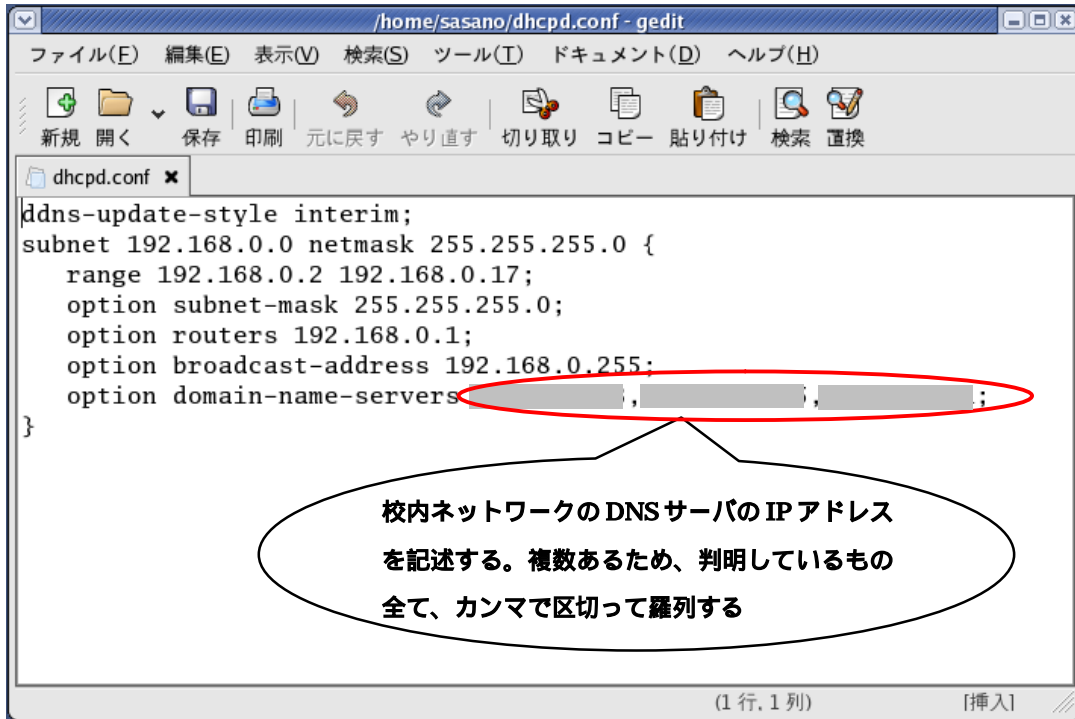 /home/sasano/dhcpd.conf - gedit
ファイル(F) 編集(E) 表示(V) 検索(S) ツール(T) ドキュメント(D) ヘルプ(H)
新規 開く 保存 印刷 元に戻す やり直す 切り取り コピー 貼り付け 検索 置換
dhcpd.conf
ddns-update-style interim;
subnet 192.168.0.0 netmask 255.255.255.0 {
range 192.168.0.2 192.168.0.17;
option subnet-mask 255.255.255.0;
option routers 192.168.0.1;
option broadcast-address 192.168.0.255;
option domain-name-servers , , ;
}
校内ネットワークの DNS サーバの IP アドレス
を記述する。複数あるため、判明しているもの
全て、カンマで区切って羅列する
(1 行, 1 列) [挿入]